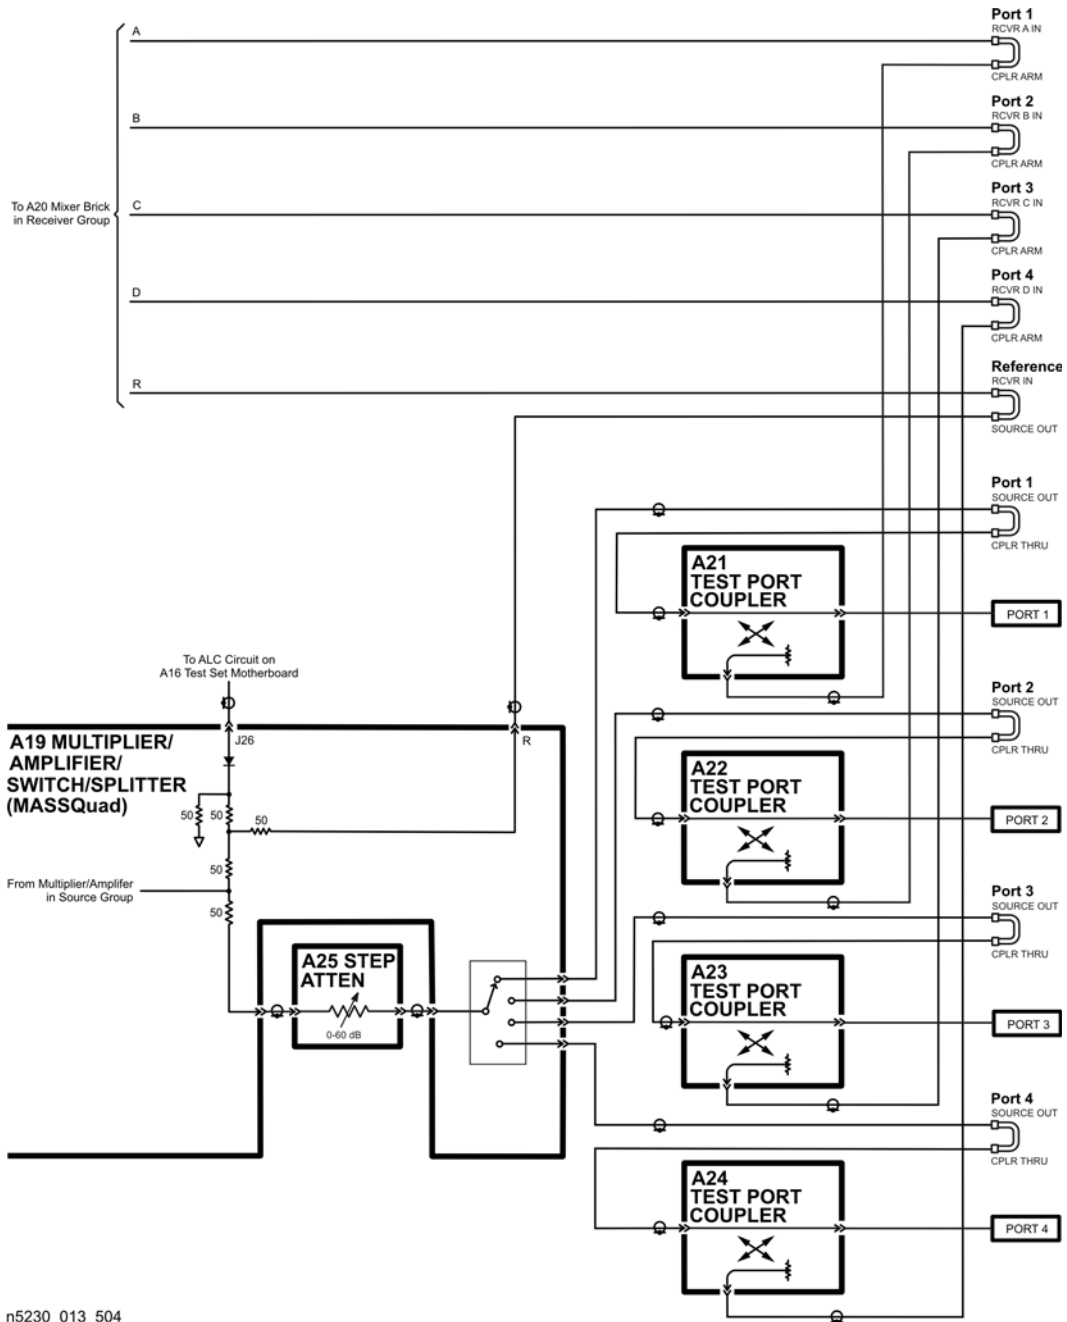 Port 1
RCVR A IN
A
CPLR ARM
Port 2
RCVR B IN
B
CPLR ARM
Port 3
RCVR C IN
To A20 Mixer Brick
in Receiver Group
C
CPLR ARM
Port 4
RCVR D IN
D
CPLR ARM
Reference
RCVR IN
R
SOURCE OUT
Port 1
SOURCE OUT
CPLR THRU
A21
TEST PORT
COUPLER
PORT 1
To ALC Circuit on
A16 Test Set Motherboard
Port 2
SOURCE OUT
J26
R
CPLR THRU
A19 MULTIPLIER/
AMPLIFIER/
SWITCH/SPLITTER
(MASSQuad)
A22
TEST PORT
COUPLER
50
50
50
PORT 2
50
From Multiplier/Amplifer
in Source Group
50
Port 3
SOURCE OUT
CPLR THRU
A25 STEP
ATTEN
0-60 dB
A23
TEST PORT
COUPLER
PORT 3
Port 4
SOURCE OUT
CPLR THRU
A24
TEST PORT
COUPLER
PORT 4
n5230_013_504